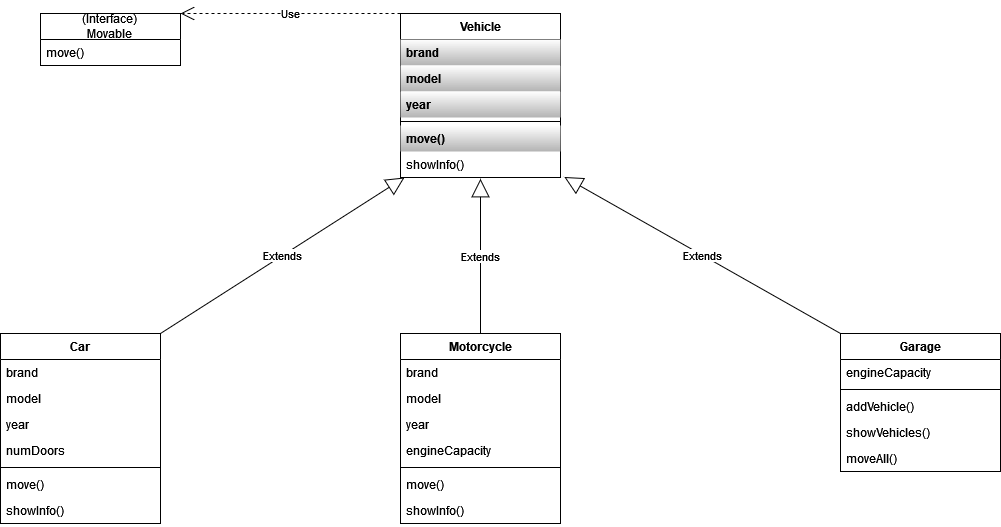 (Interface)
Movable
move()
Use
Vehicle
brand
model
year
move()
showInfo()
Extends
Extends
Extends
Car
brand
model
year
numDoors
move()
showInfo()
Motorcycle
brand
model
year
engineCapacity
move()
showInfo()
Garage
engineCapacity
addVehicle()
showVehicles()
moveAll()